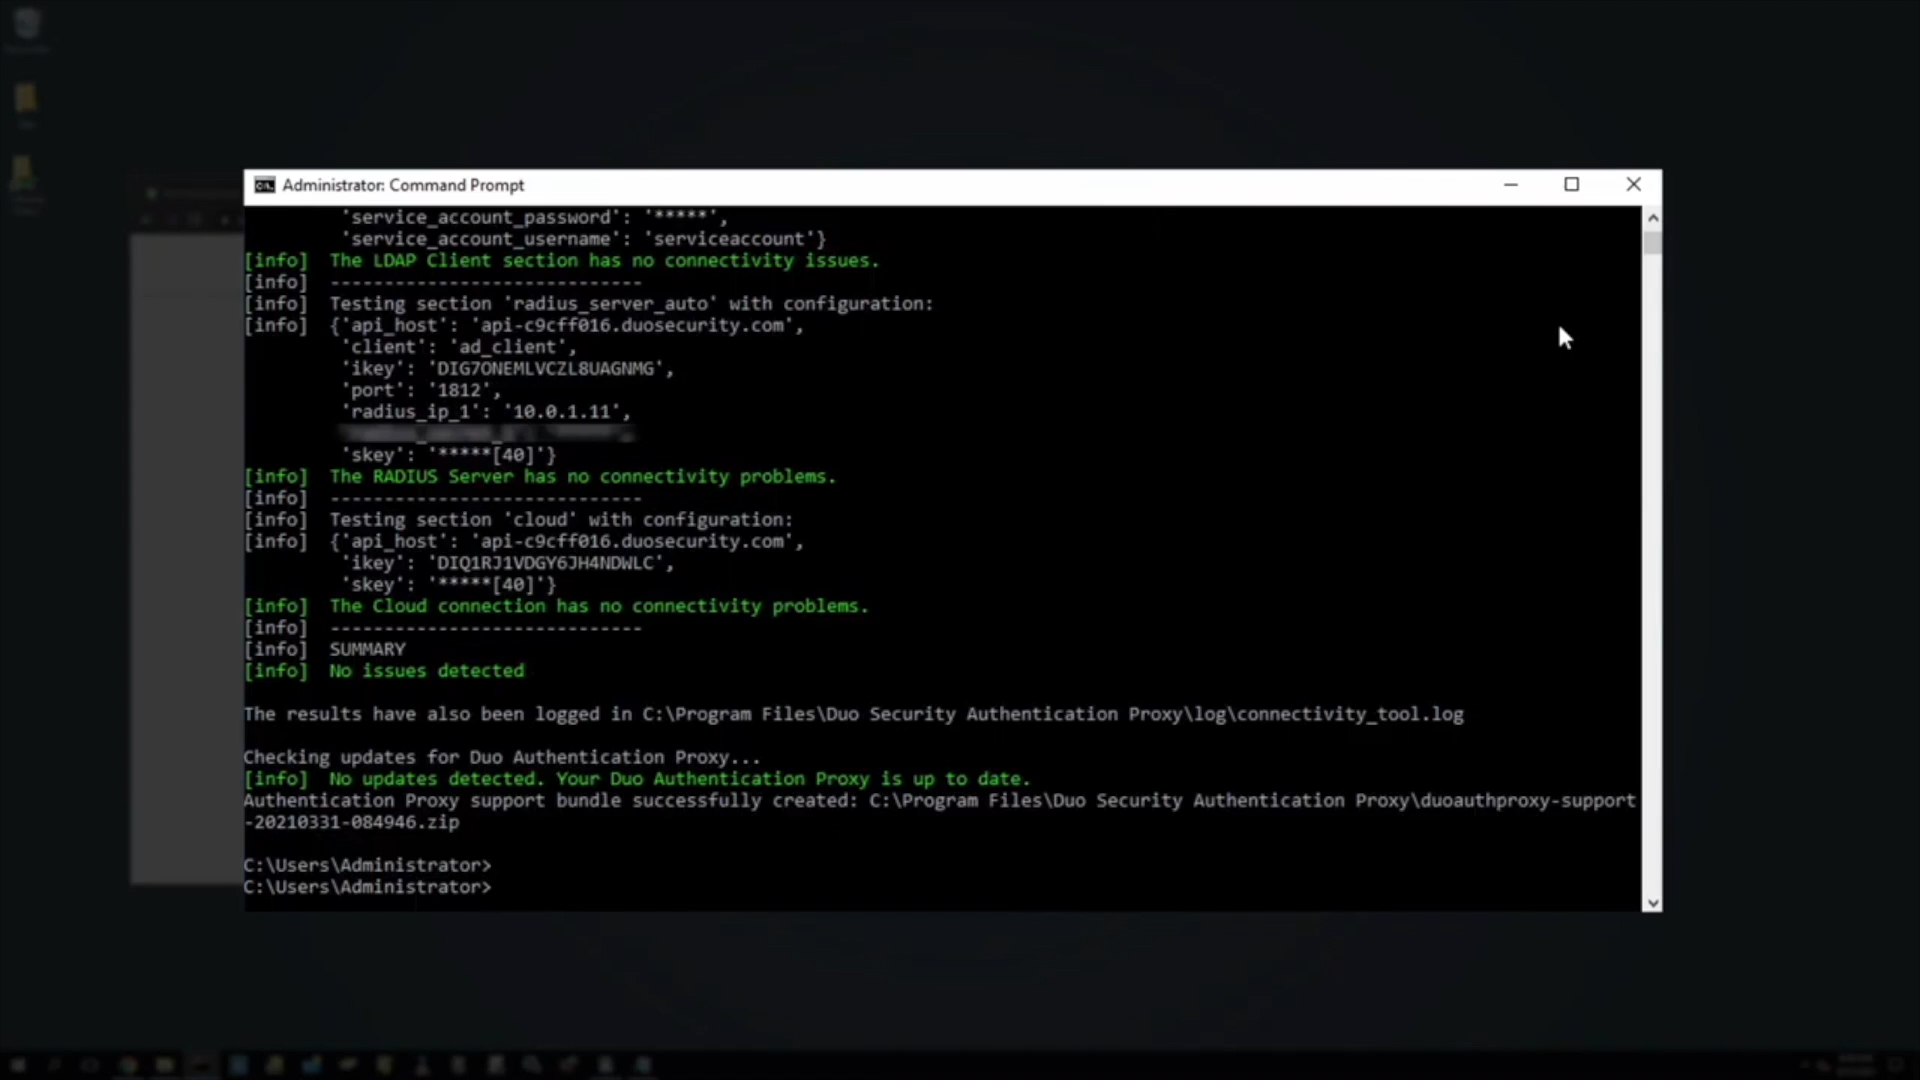 Administrator: Command Prompt
'service_account_password': '*****',
'service_account_username': 'serviceaccount'}
[info] The LDAP Client section has no connectivity issues.
[info] -----------------------------
[info] Testing section 'radius_server_auto' with configuration:
[info] {'api_host': 'api-c9cff016.duosecurity.com',
'client': 'ad_client',
'ikey': 'DIG7ONEMLVCZL8UAGNMG',
'port': '1812',
'radius_ip_1': '10.0.1.11',
'skey': '*****[40]'}
[info] The RADIUS Server has no connectivity problems.
[info] -----------------------------
[info] Testing section 'cloud' with configuration:
[info] {'api_host': 'api-c9cff016.duosecurity.com',
'ikey': 'DIQ1RJ1VDGY6JH4NDWLC',
'skey': '*****[40]'}
[info] The Cloud connection has no connectivity problems.
[info] -----------------------------
[info] SUMMARY
[info] No issues detected
The results have also been logged in C:\Program Files\Duo Security Authentication Proxy\log\connectivity_tool.log
Checking updates for Duo Authentication Proxy...
[info] No updates detected. Your Duo Authentication Proxy is up to date.
Authentication Proxy support bundle successfully created: C:\Program Files\Duo Security Authentication Proxy\duoauthproxy-support
-20210331-084946.zip
C:\Users\Administrator>
C:\Users\Administrator>